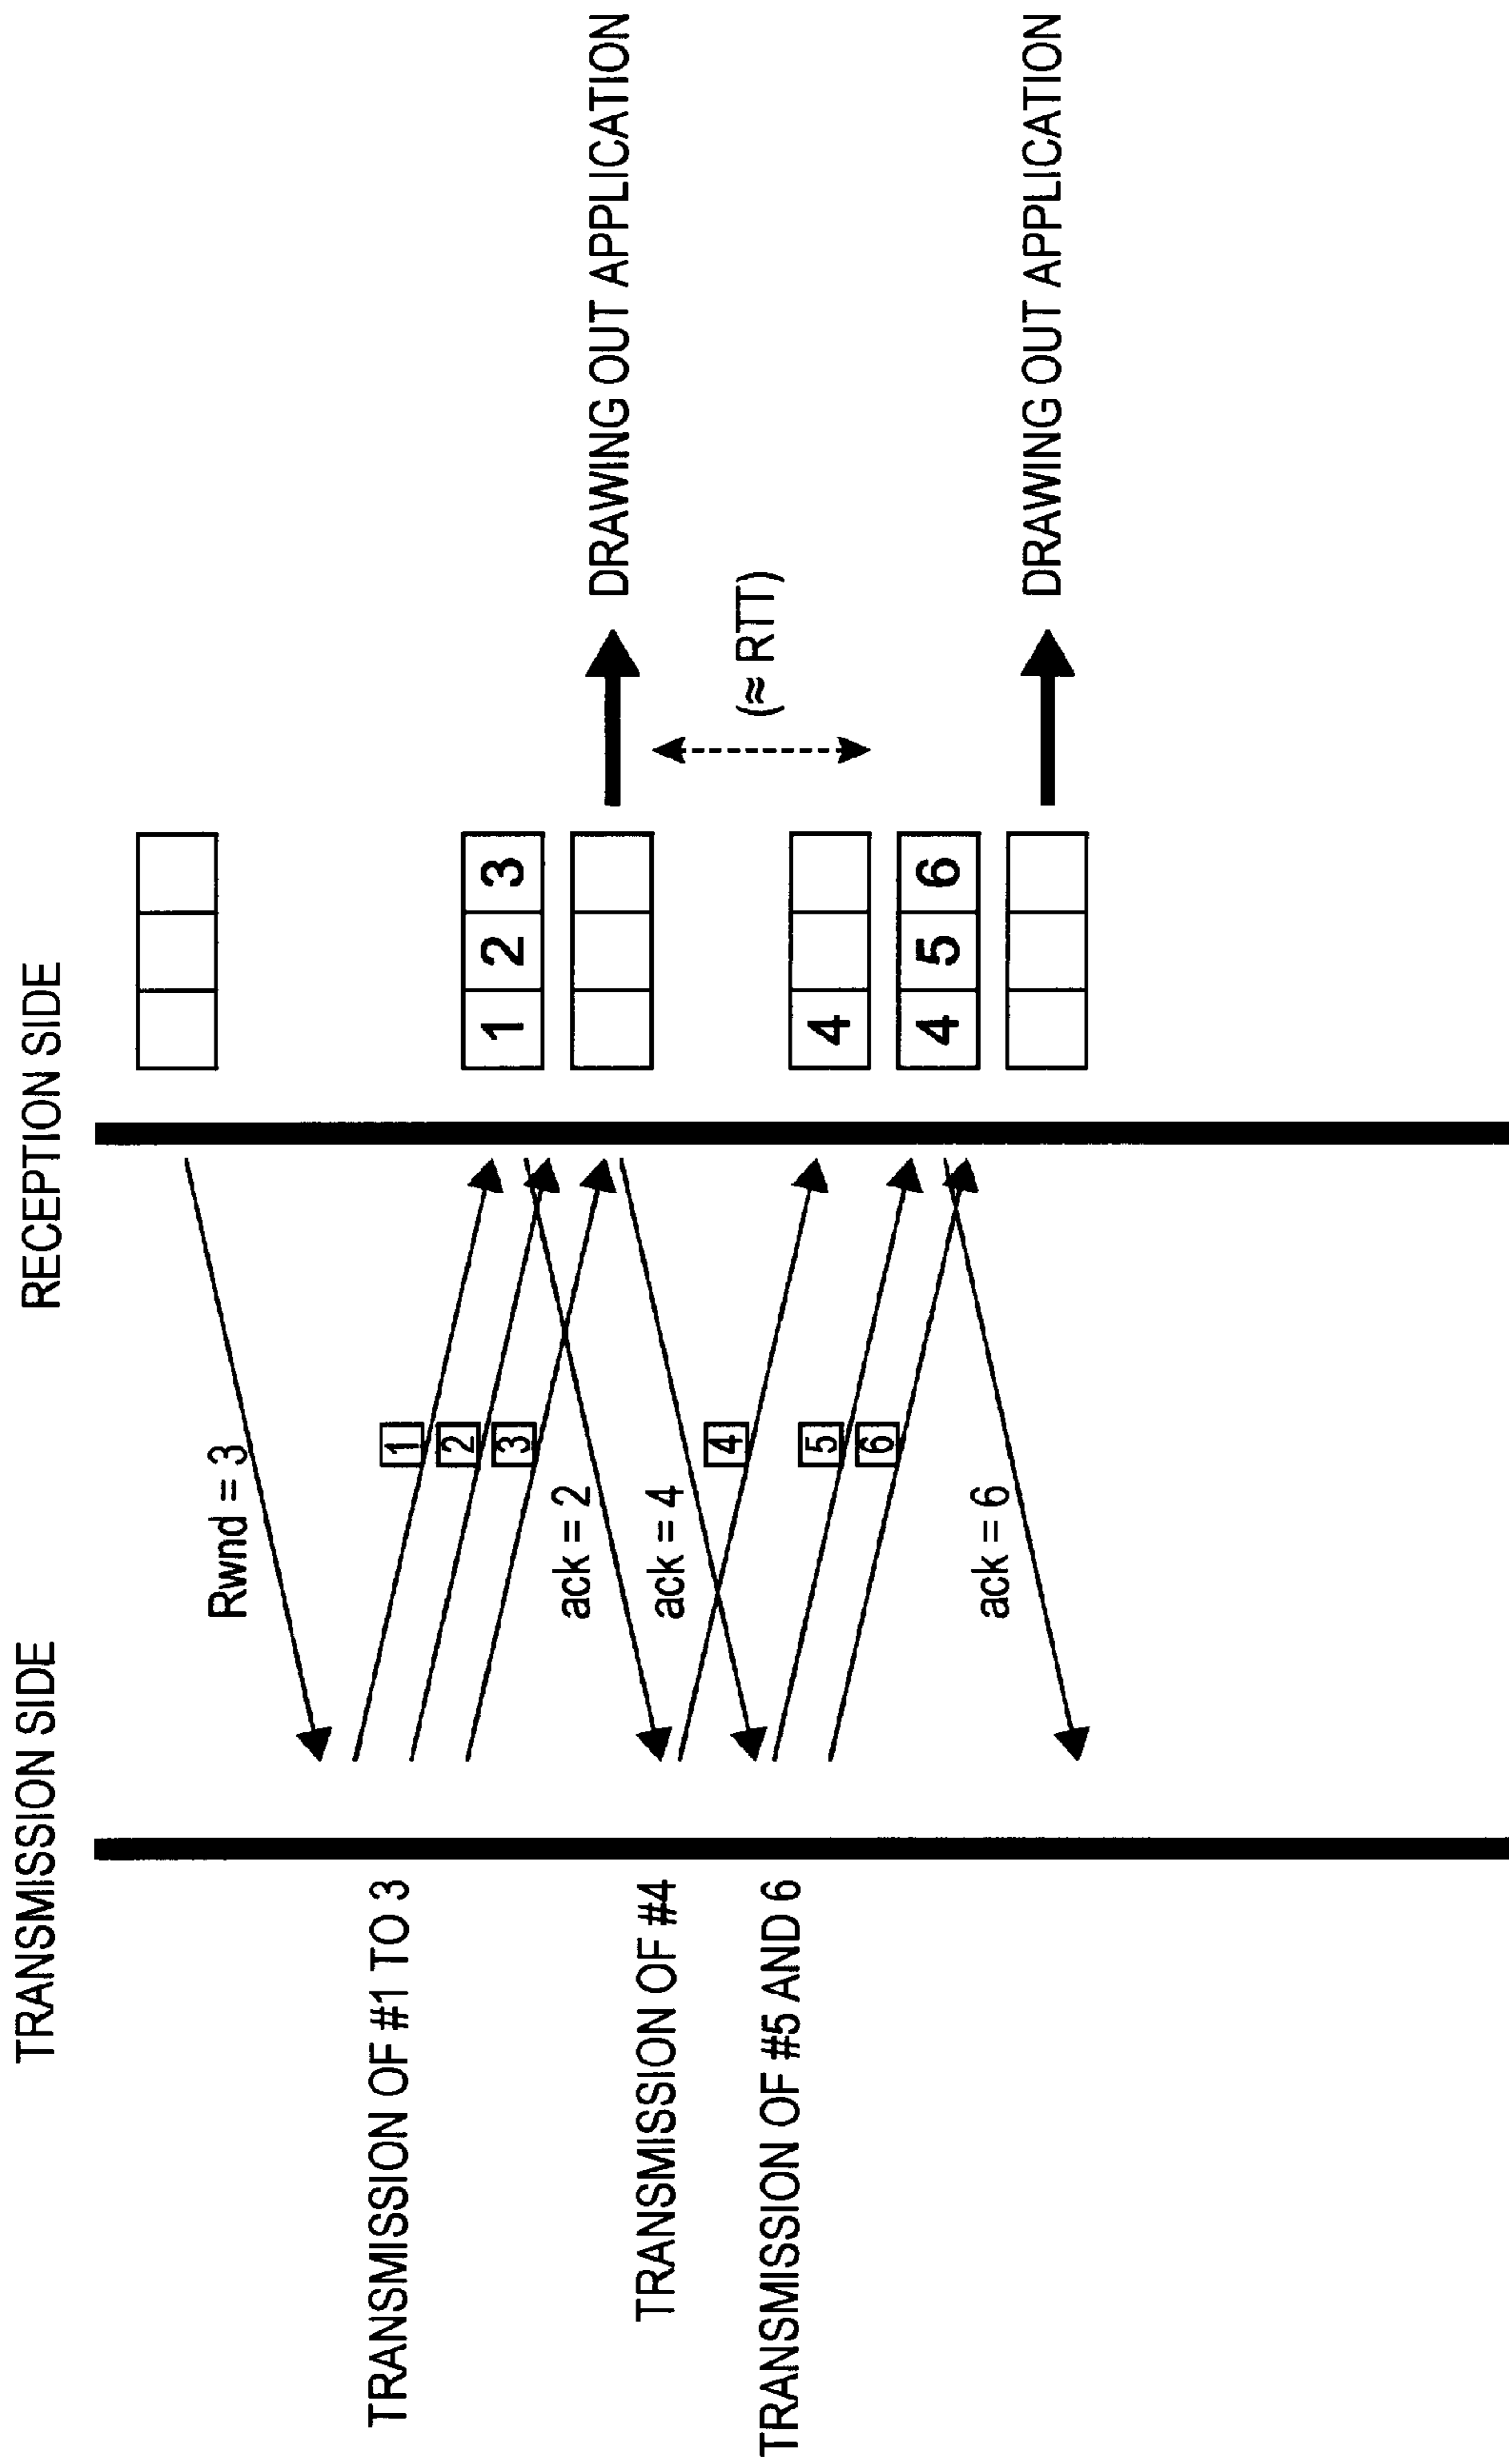 TRANSMISSION SIDE
RECEPTION SIDE
Rwnd = 3
TRANSMISSION OF #1 TO 3
1
2
3
1 2 3
ack = 2
DRAWING OUT APPLICATION
TRANSMISSION OF #4
ack = 4
4
(≈ RTT)
TRANSMISSION OF #5 AND 6
5
4
6
4 5 6
ack = 6
DRAWING OUT APPLICATION